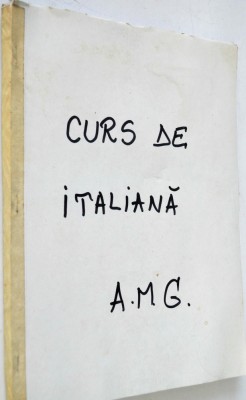 CURS DE
iTALiANĂ
A.M G.